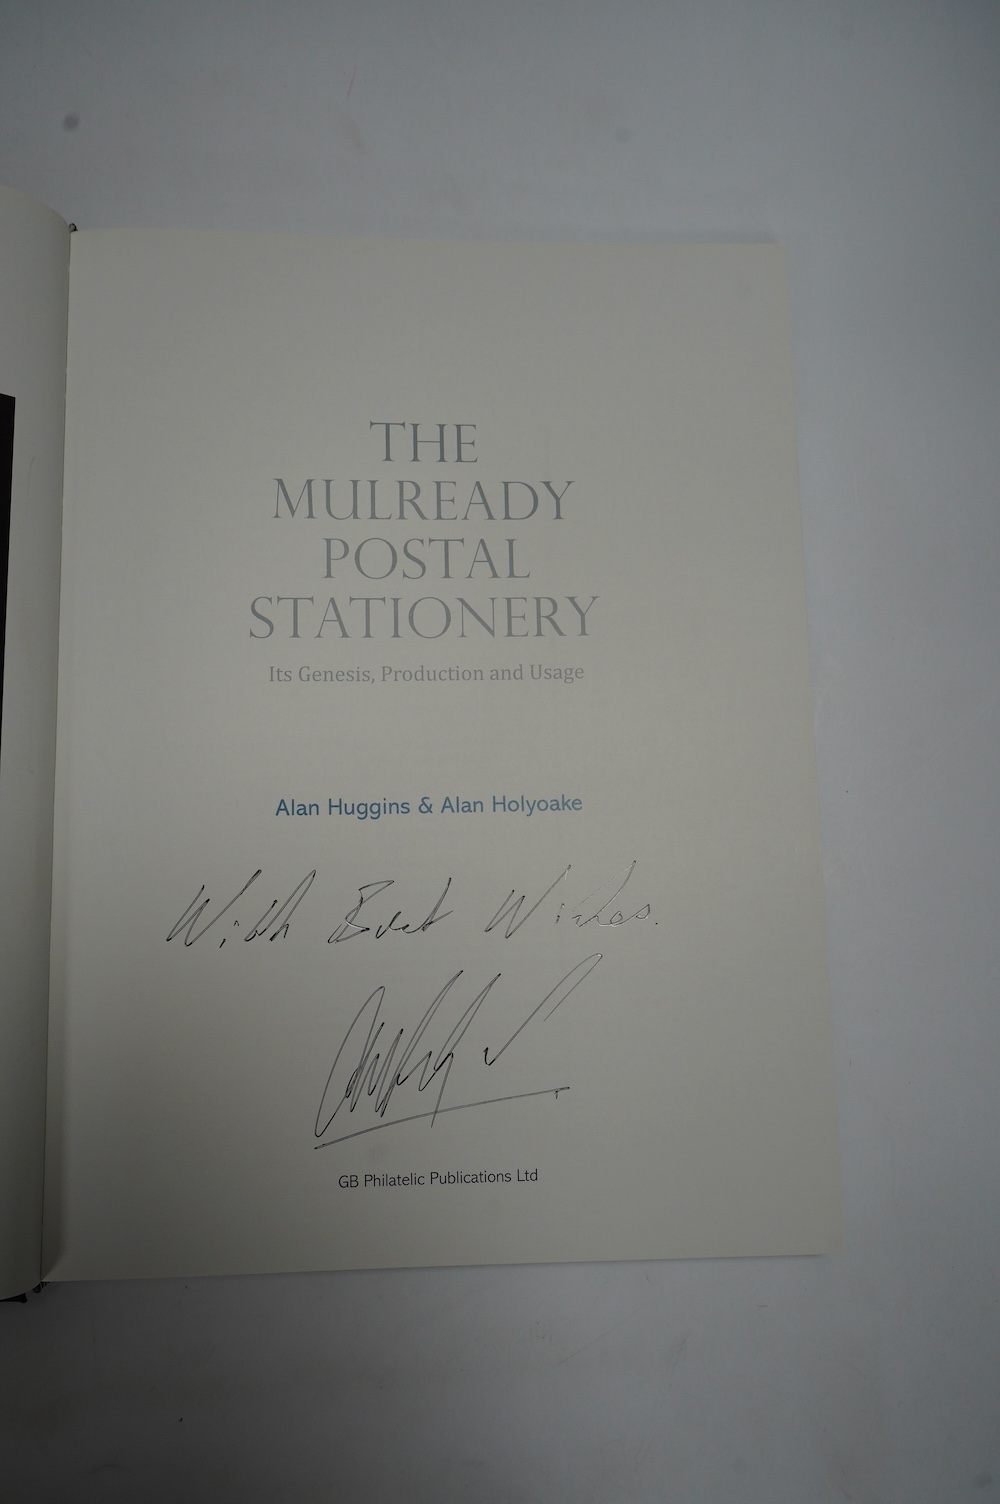 THE
MULREADY
POSTAL
STATIONERY
Its Genesis, Production and Usage
Alan Huggins & Alan Holyoake
With Best Wishes.
GB Philatelic Publications Ltd